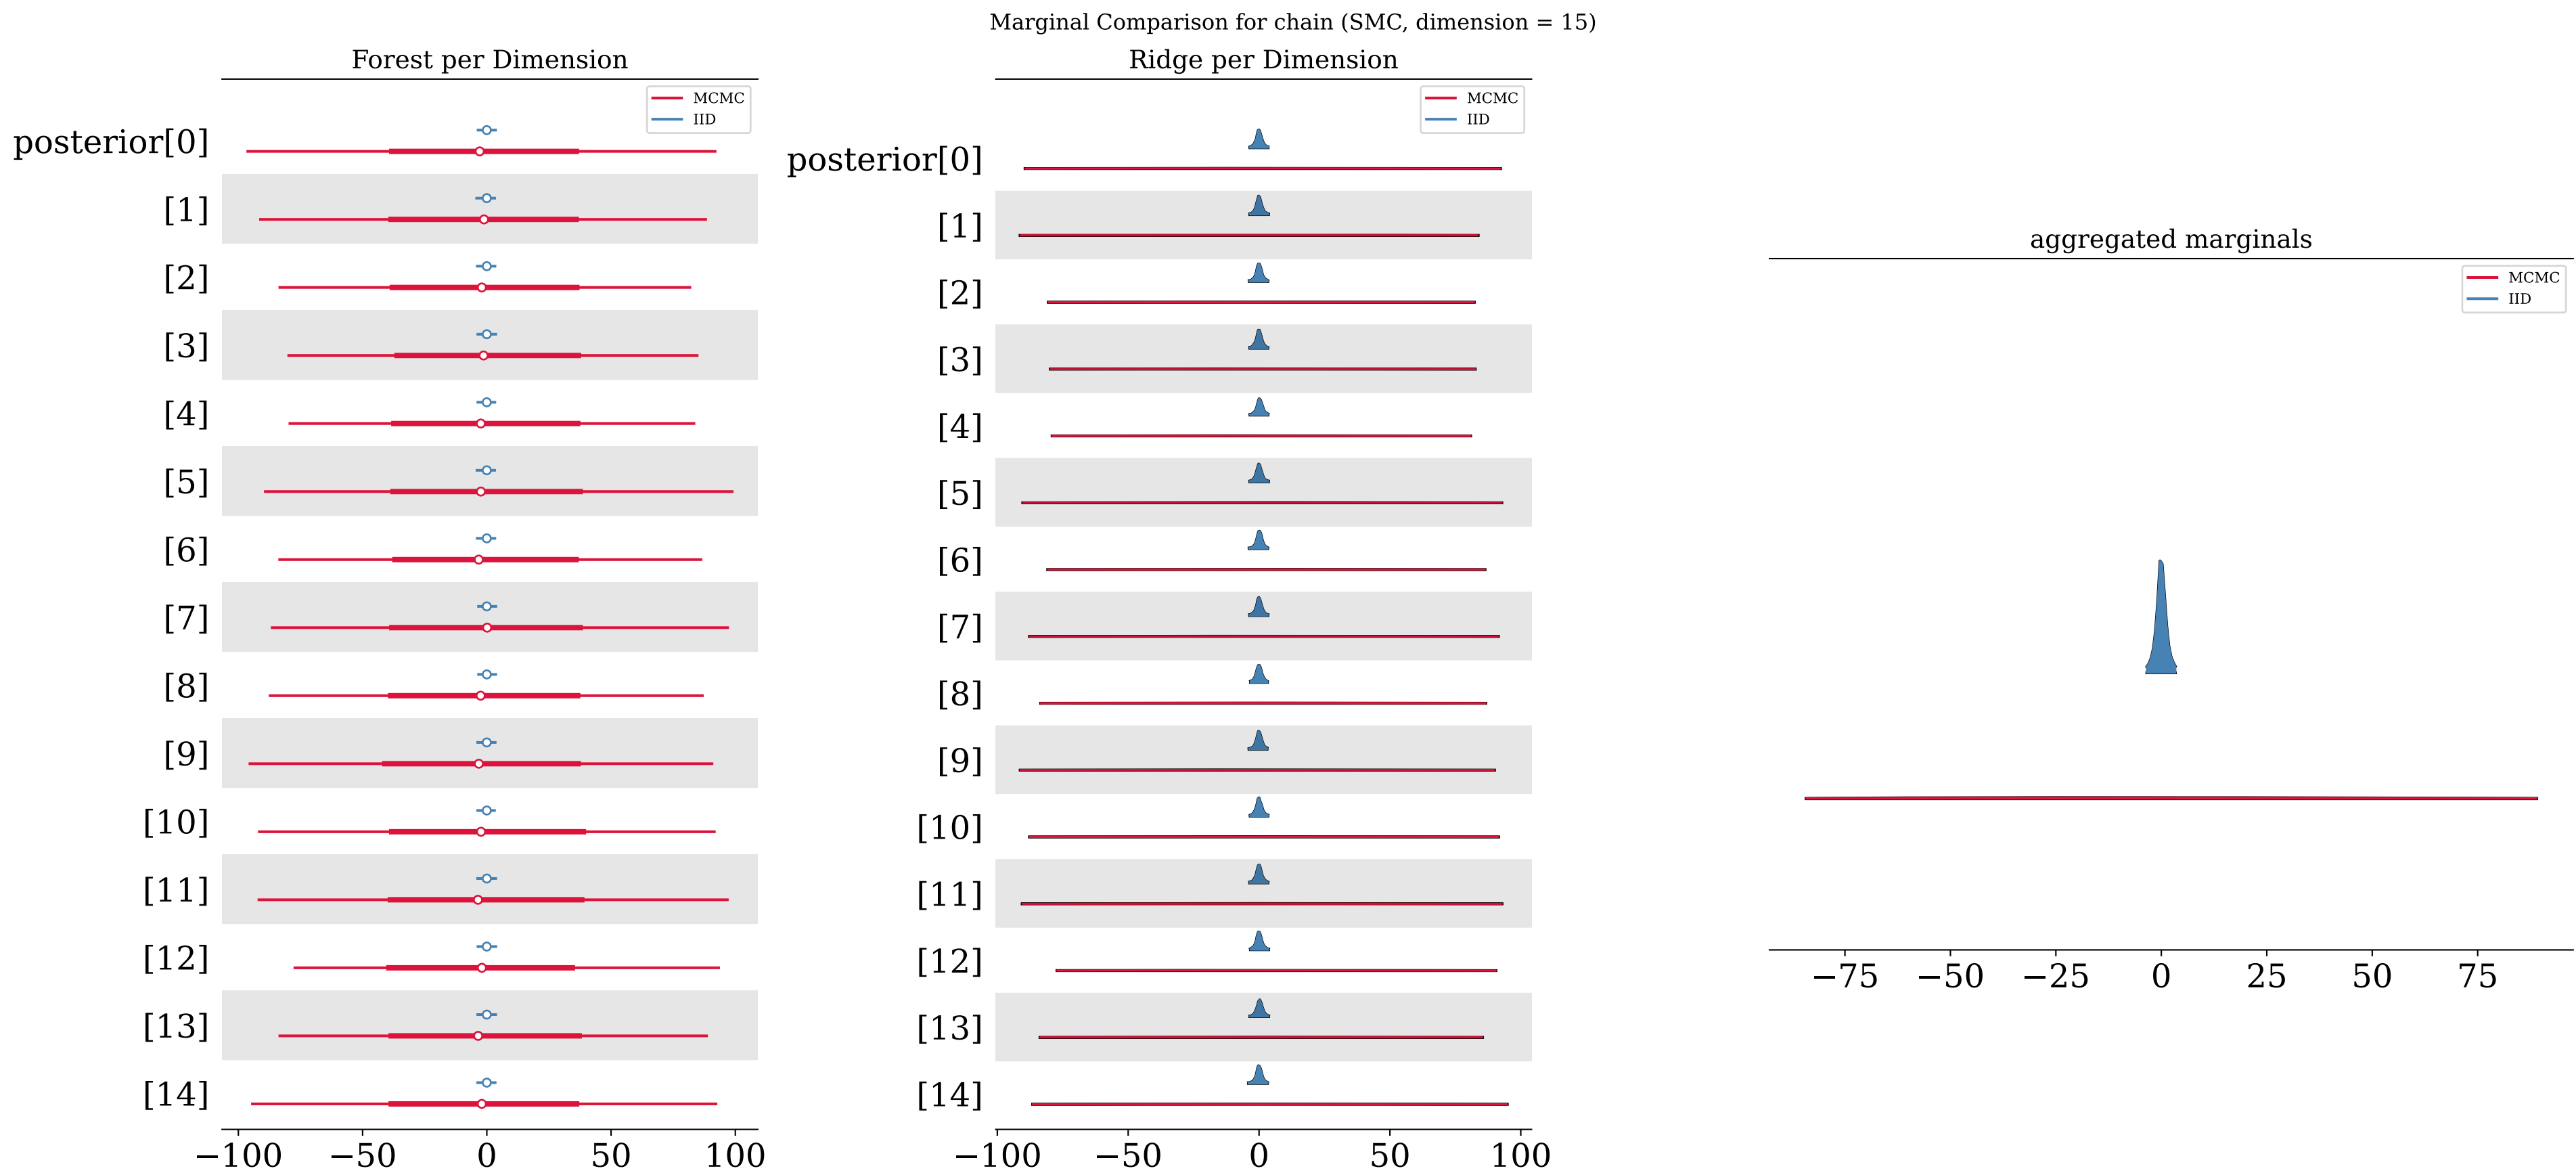 Marginal Comparison for chain (SMC, dimension = 15)
Forest per Dimension
MCMC
IID
posterior[0]
[1]
[2]
[3]
[4]
[5]
[6]
[7]
[8]
[9]
[10]
[11]
[12]
[13]
[14]
−100 −50 0 50 100
Ridge per Dimension
MCMC
IID
posterior[0]
[1]
[2]
[3]
[4]
[5]
[6]
[7]
[8]
[9]
[10]
[11]
[12]
[13]
[14]
−100 −50 0 50 100
aggregated marginals
MCMC
IID
−75 −50 −25 0 25 50 75